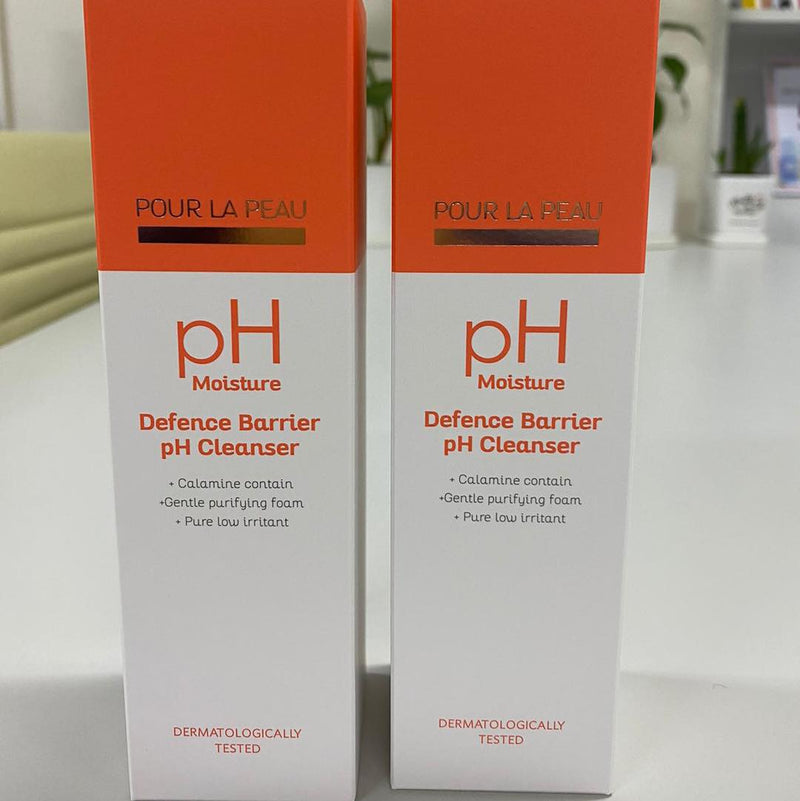 POUR LA PEAU
pH
Moisture
Defence Barrier
pH Cleanser
+ Calamine contain
+Gentle purifying foam
+ Pure low irritant
DERMATOLOGICALLY
TESTED
POUR LA PEAU
pH
Moisture
Defence Barrier
pH Cleanser
+ Calamine contain
+Gentle purifying foam
+ Pure low irritant
DERMATOLOGICALLY
TESTED